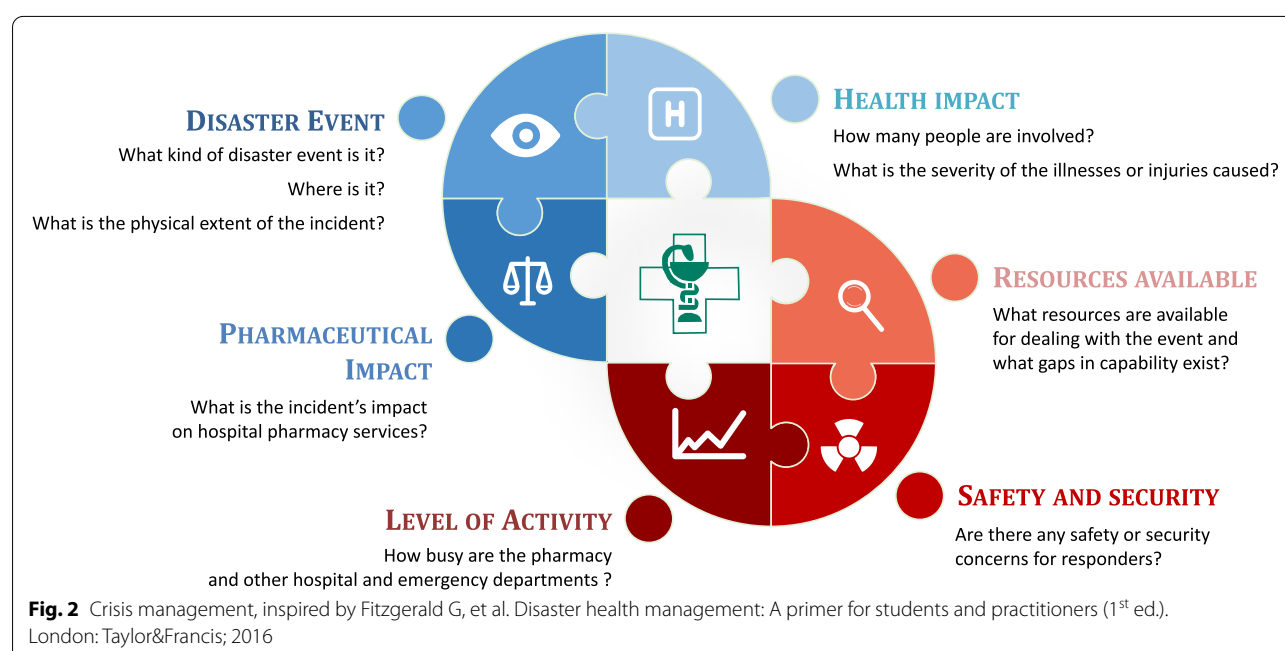 DISASTER EVENT
What kind of disaster event is it?
Where is it?
What is the physical extent of the incident?
H
HEALTH IMPACT
How many people are involved?
What is the severity of the illnesses or injuries caused?
PHARMACEUTICAL
IMPACT
What is the incident’s impact
on hospital pharmacy services?
RESOURCES AVAILABLE
What resources are available
for dealing with the event and
what gaps in capability exist?
LEVEL OF ACTIVITY
How busy are the pharmacy
and other hospital and emergency departments ?
SAFETY AND SECURITY
Are there any safety or security
concerns for responders?
Fig. 2 Crisis management, inspired by Fitzgerald G, et al. Disaster health management: A primer for students and practitioners (1st ed.).
London: Taylor&Francis; 2016